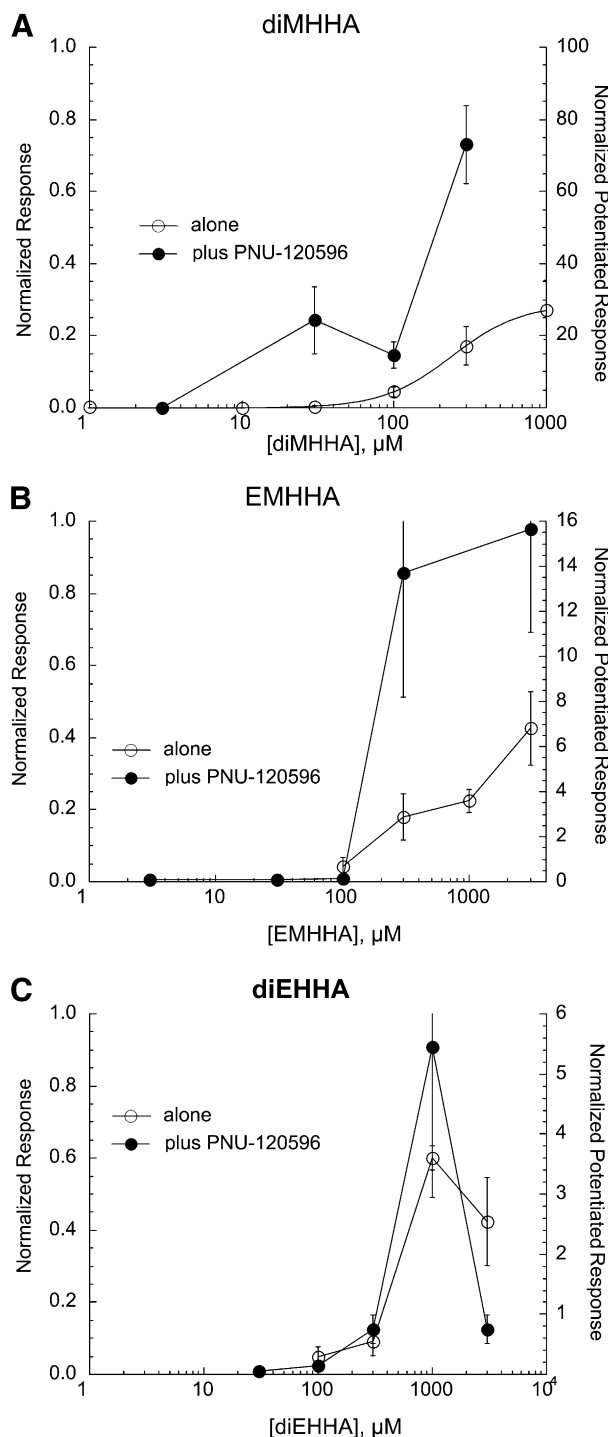 A
diMHHA
1.0
0.8
0.6
0.4
0.2
0.0
Normalized Response
100
80
60
40
20
Normalized Potentiated Response
alone
plus PNU-120596
1
10
100
1000
[diMHHA], µM
B
EMHHA
1.0
0.8
0.6
0.4
0.2
0.0
Normalized Response
16
14
12
10
8
6
4
2
0
Normalized Potentiated Response
alone
plus PNU-120596
1
10
100
1000
[EMHHA], µM
C
diEHHA
1.0
0.8
0.6
0.4
0.2
0.0
Normalized Response
6
5
4
3
2
1
Normalized Potentiated Response
alone
plus PNU-120596
1
10
100
1000
10⁴
[diEHHA], µM